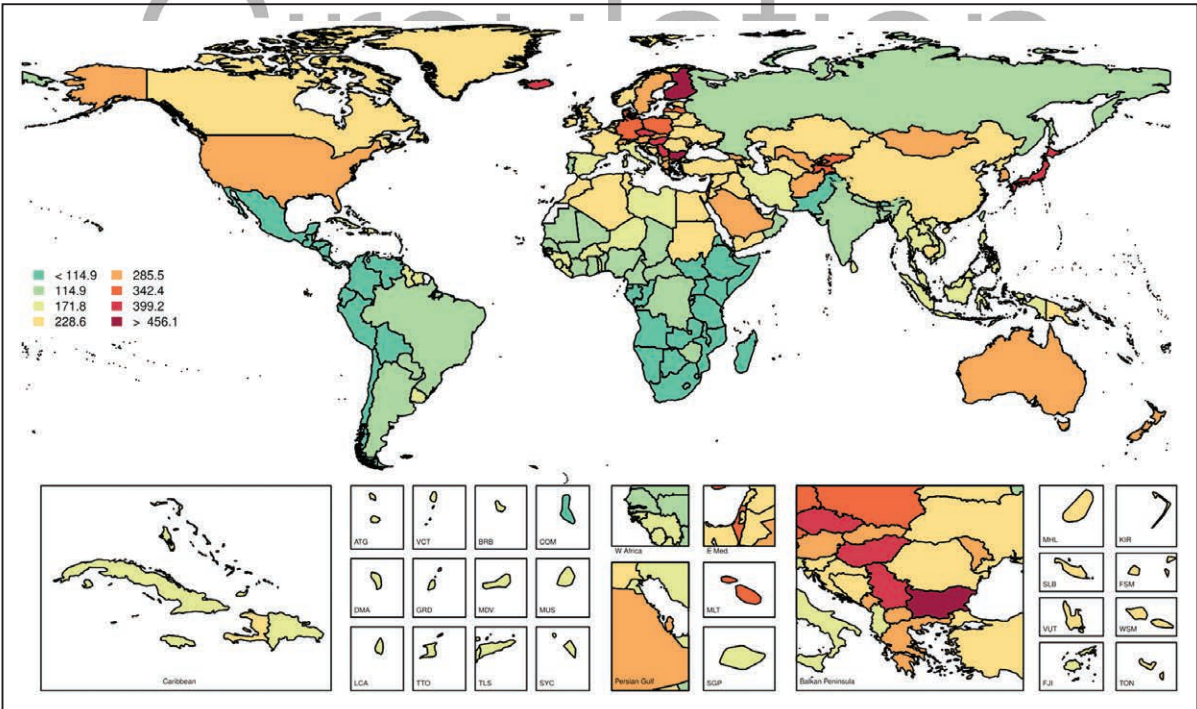 Circulation
< 114.9 285.5
114.9 342.4
171.8 399.2
228.6 > 456.1
Caribbean
ATG VCT BRB COM
DMA GRD MDV MUS
LCA TTO TLS SYC
W Africa E Med.
Persian Gulf
MLT
SGP
Balkan Peninsula
MHL KIR
SLB FSM
VUT WSM
FJI TON